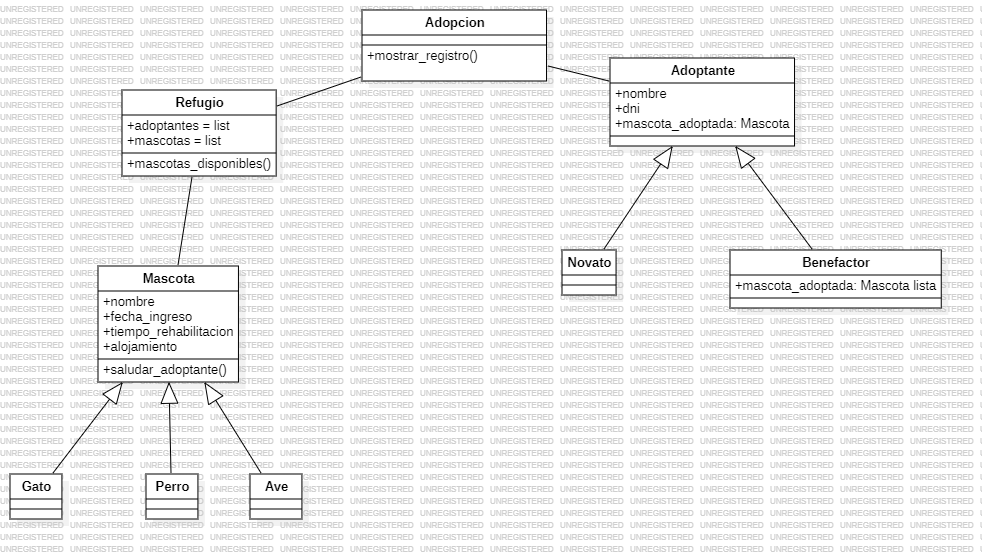 Adopcion
+mostrar_registro()
Adoptante
+nombre
+dni
+mascota_adoptada: Mascota
Refugio
+adoptantes = list
+mascotas = list
+mascotas_disponibles()
Novato
Benefactor
+mascota_adoptada: Mascota lista
Mascota
+nombre
+fecha_ingreso
+tiempo_rehabilitacion
+alojamiento
+saludar_adoptante()
Gato
Perro
Ave
UNREGISTERED